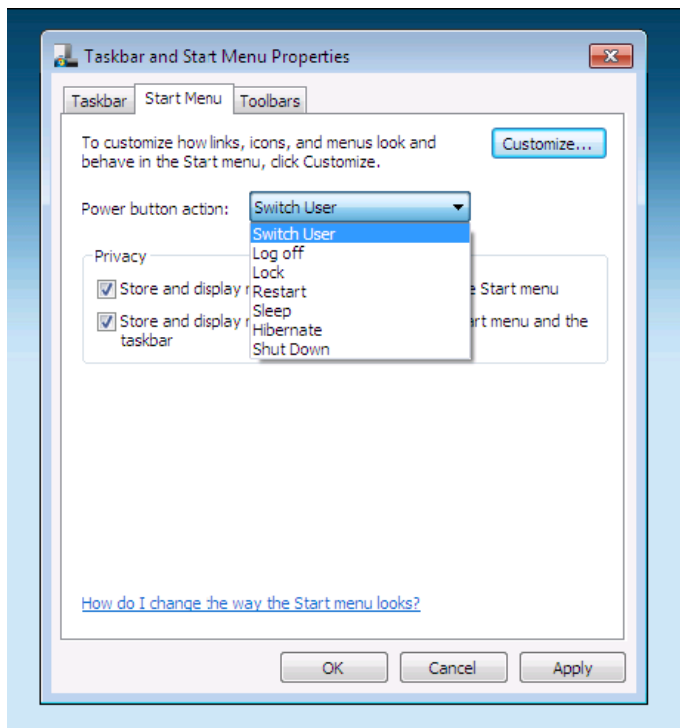 Taskbar and Start Menu Properties
Taskbar Start Menu Toolbars
To customize how links, icons, and menus look and
behave in the Start menu, click Customize.
Customize...
Power button action: Switch User
Switch User
Log off
Lock
Restart
Sleep
Hibernate
Shut Down
Privacy
Store and display
Start menu
Store and display
menu and the
taskbar
How do I change the way the Start menu looks?
OK Cancel Apply